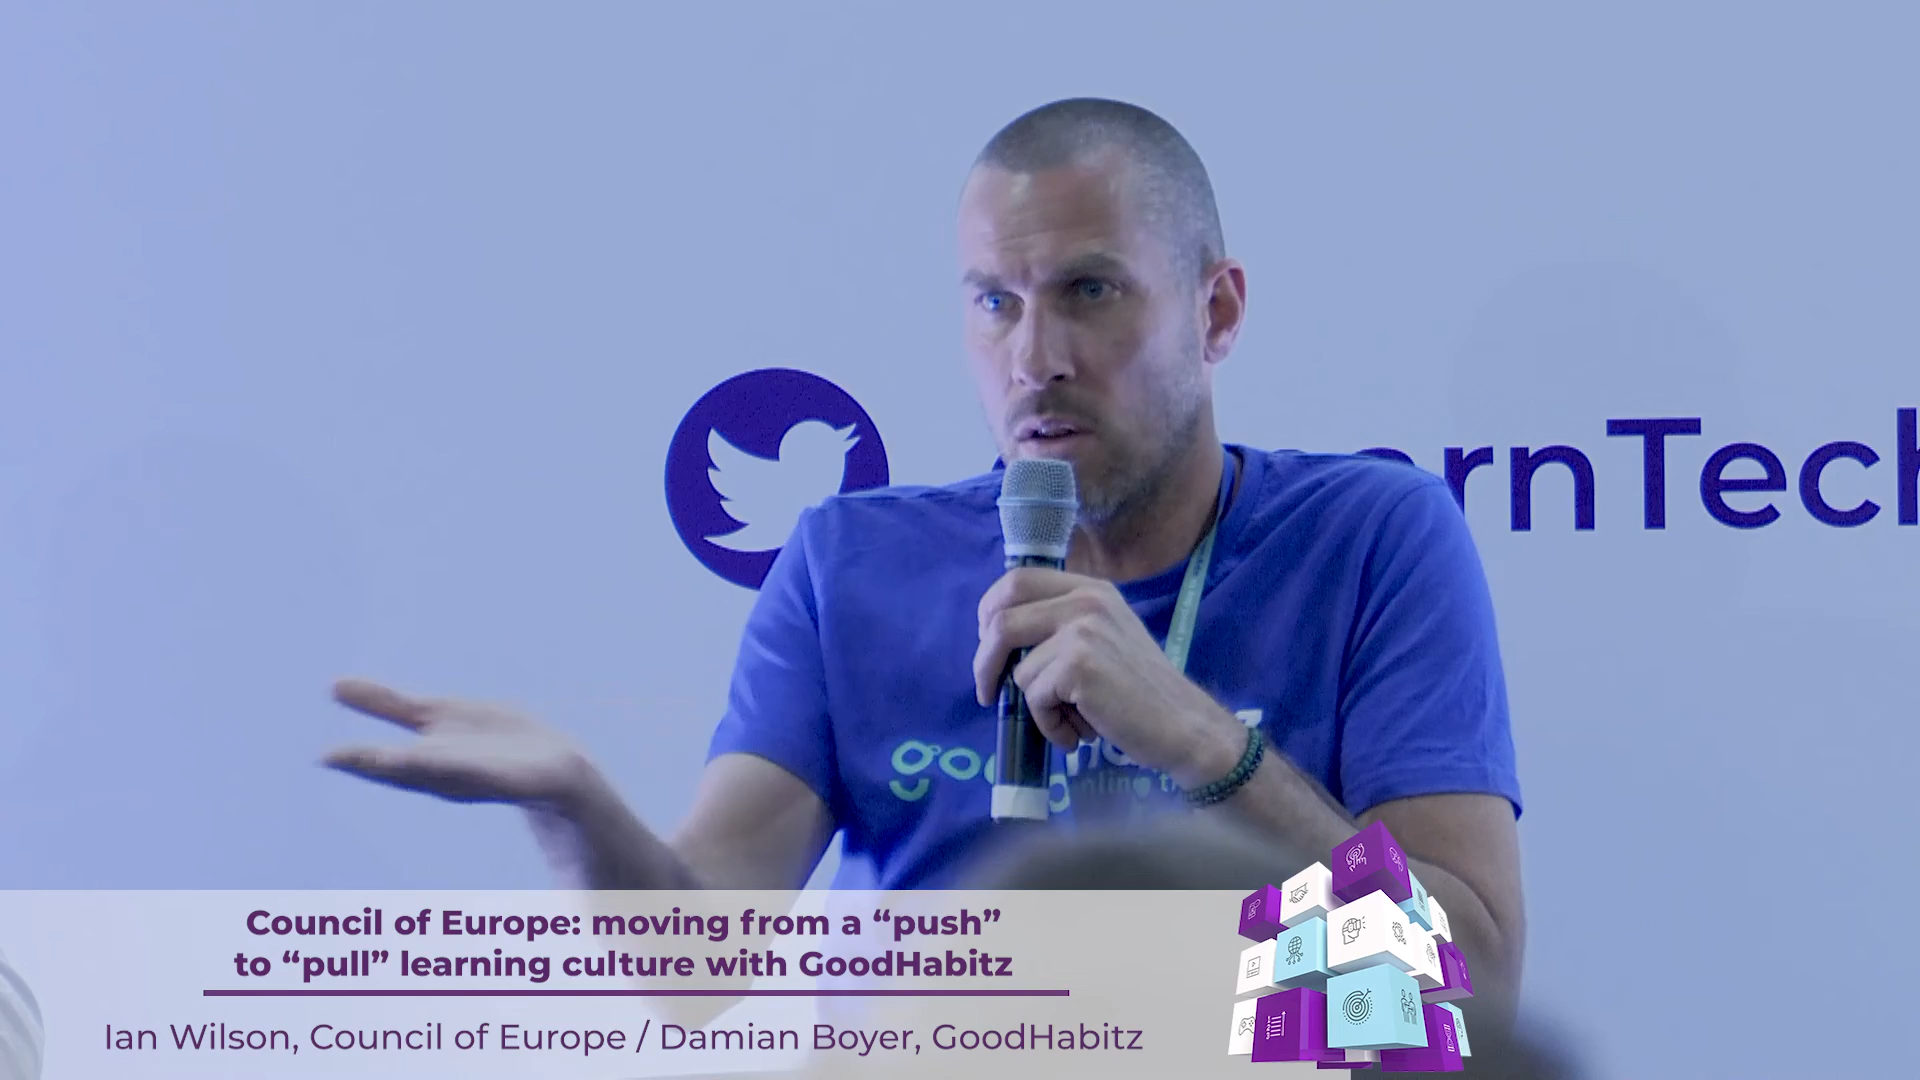 rnTech
Council of Europe: moving from a “push”
to “pull” learning culture with GoodHabitz
Ian Wilson, Council of Europe / Damian Boyer, GoodHabitz